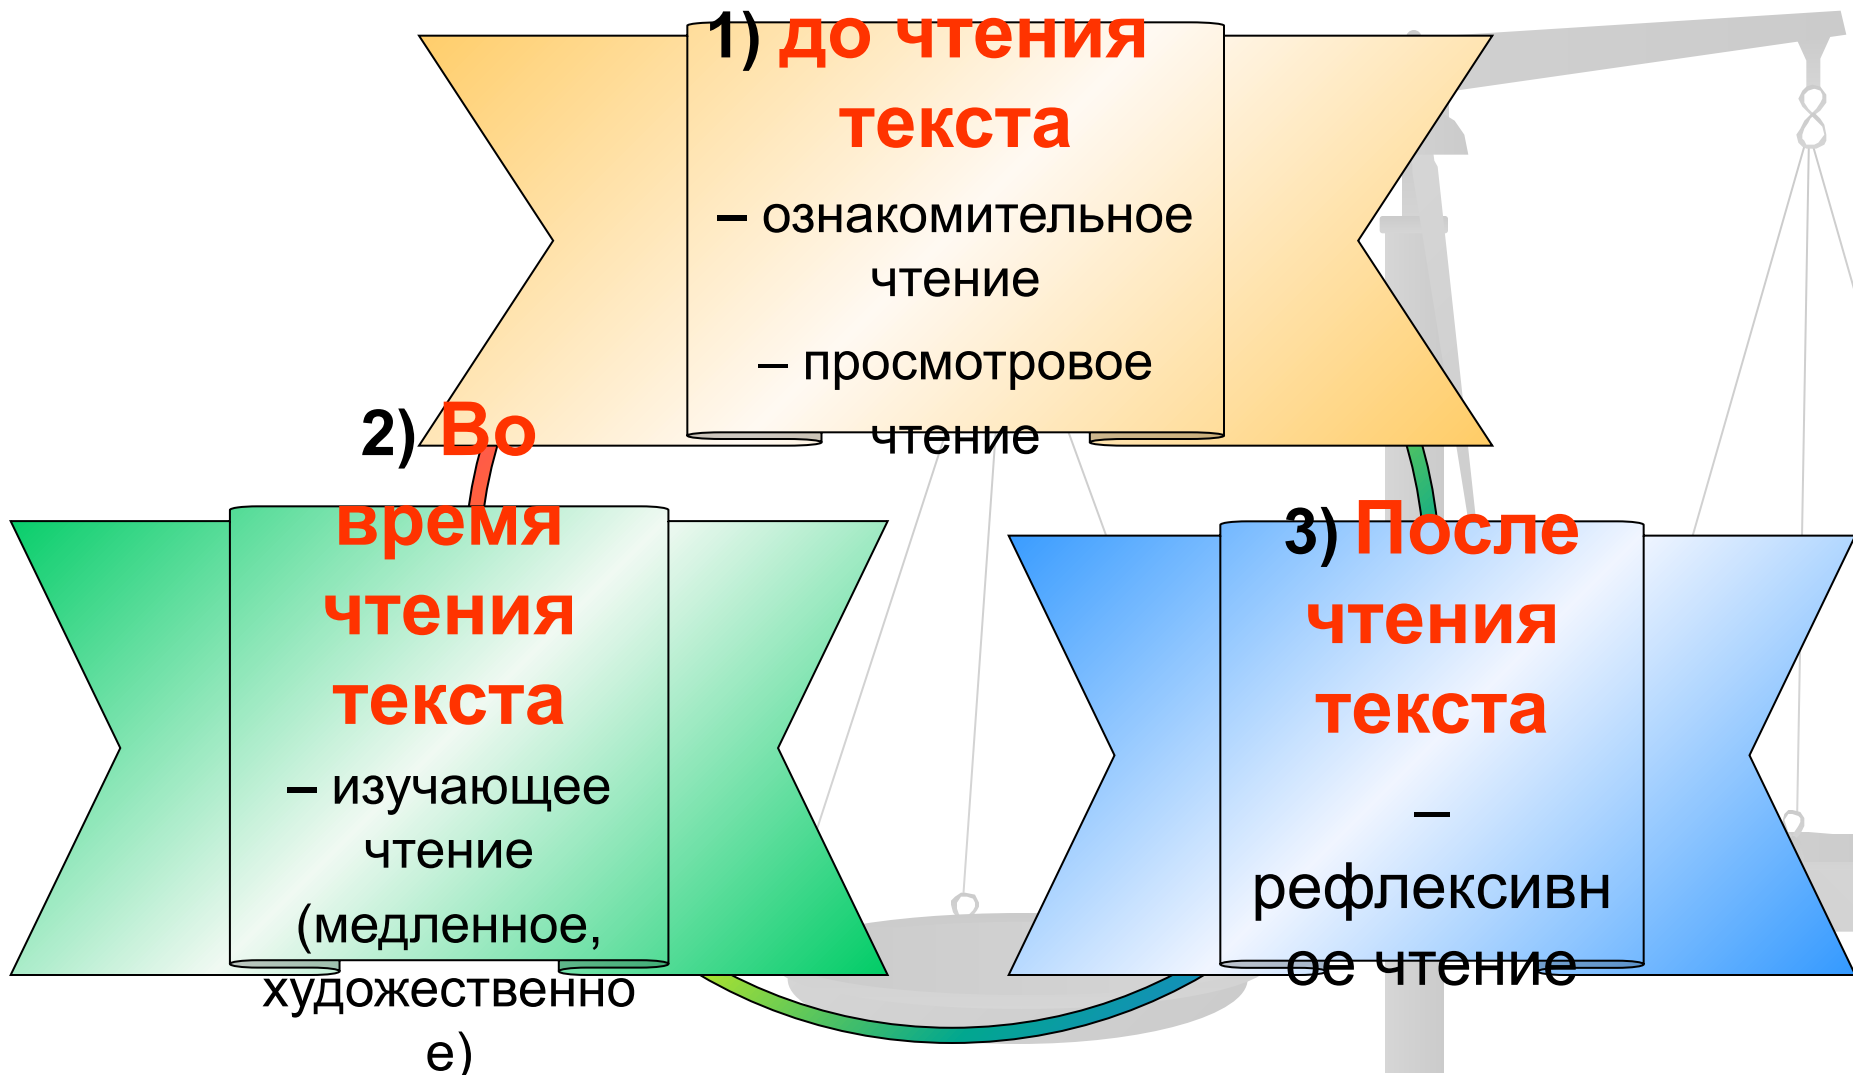 1) до чтения
текста
– ознакомительное
чтение
– просмотровое
чтение
2) Во
время
чтения
текста
– изучающее
чтение
(медленное,
художественно
е)
3) После
чтения
текста
–
рефлексивн
ое чтение